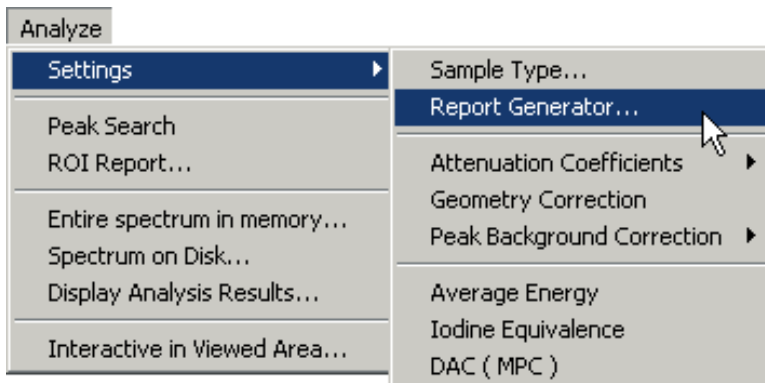 Analyze
Settings
Peak Search
ROI Report...
Entire spectrum in memory...
Spectrum on Disk...
Display Analysis Results...
Interactive in Viewed Area...
Sample Type...
Report Generator...
Attenuation Coefficients
Geometry Correction
Peak Background Correction
Average Energy
Iodine Equivalence
DAC ( MPC )